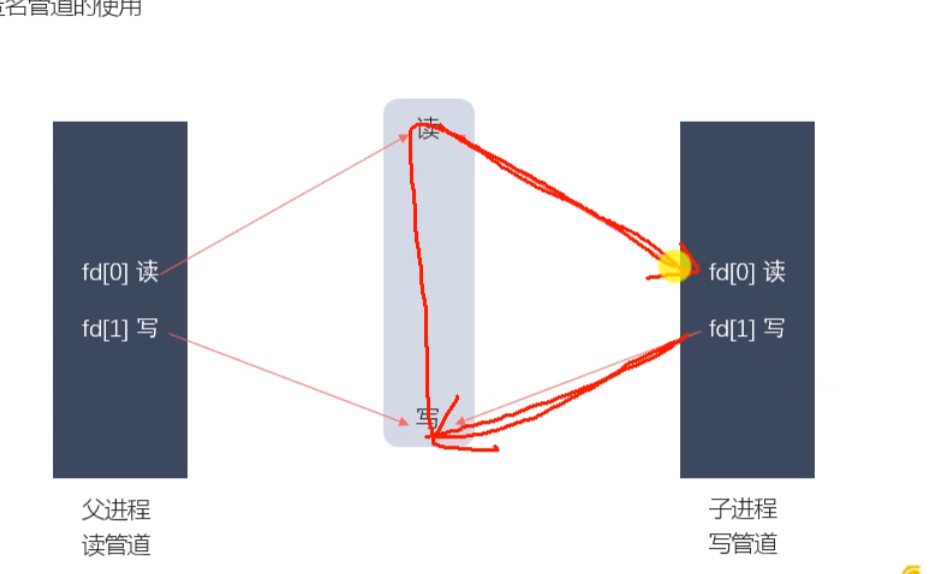 名管道的使用
读
fd[0] 读
fd[1] 写
写
fd[0] 读
fd[1] 写
父进程
读管道
子进程
写管道